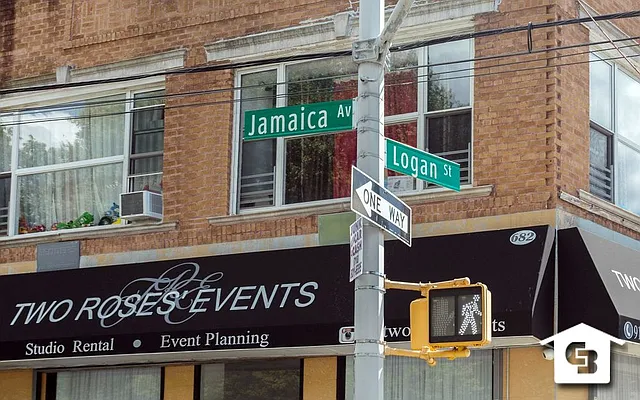 Jamaica Av
Logan St
ONE WAY
682
TWO ROSES' EVENTS
Studio Rental • Event Planning
TWO